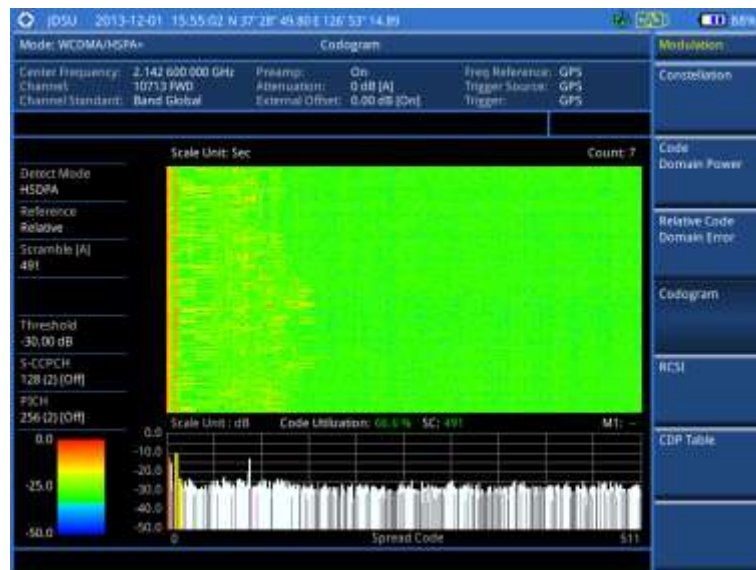 JDSU 2013-12-01 15:55:02 N 37° 28' 49.80 E 126° 53' 14.89
Mode: WCDMA/HSPA+ Codogram
Modulation
Center Frequency: 2.142 600 000 GHz Preamp: On Freq Reference: GPS
Channel: 10713 FWD Attenuation: 0 dB [A] Trigger Source: GPS
Channel Standard: Band Global External Offset: 0.00 dB [On] Trigger: GPS
Constellation
Scale Unit: Sec Count: 7
Code
Domain Power
Detect Mode
HSDPA
Reference
Relative
Relative Code
Domain Error
Scramble [A]
491
Codogram
Threshold
-30.00 dB
S-CCPCH
128 (2) [Off]
RCSI
PICH
256 (2) [Off]
Scale Unit : dB Code Utilization: SC: 491 M1: --
CDP Table
0.0
-25.0
-50.0
0.0
-10.0
-20.0
-30.0
-40.0
-50.0
0 Spread Code 511